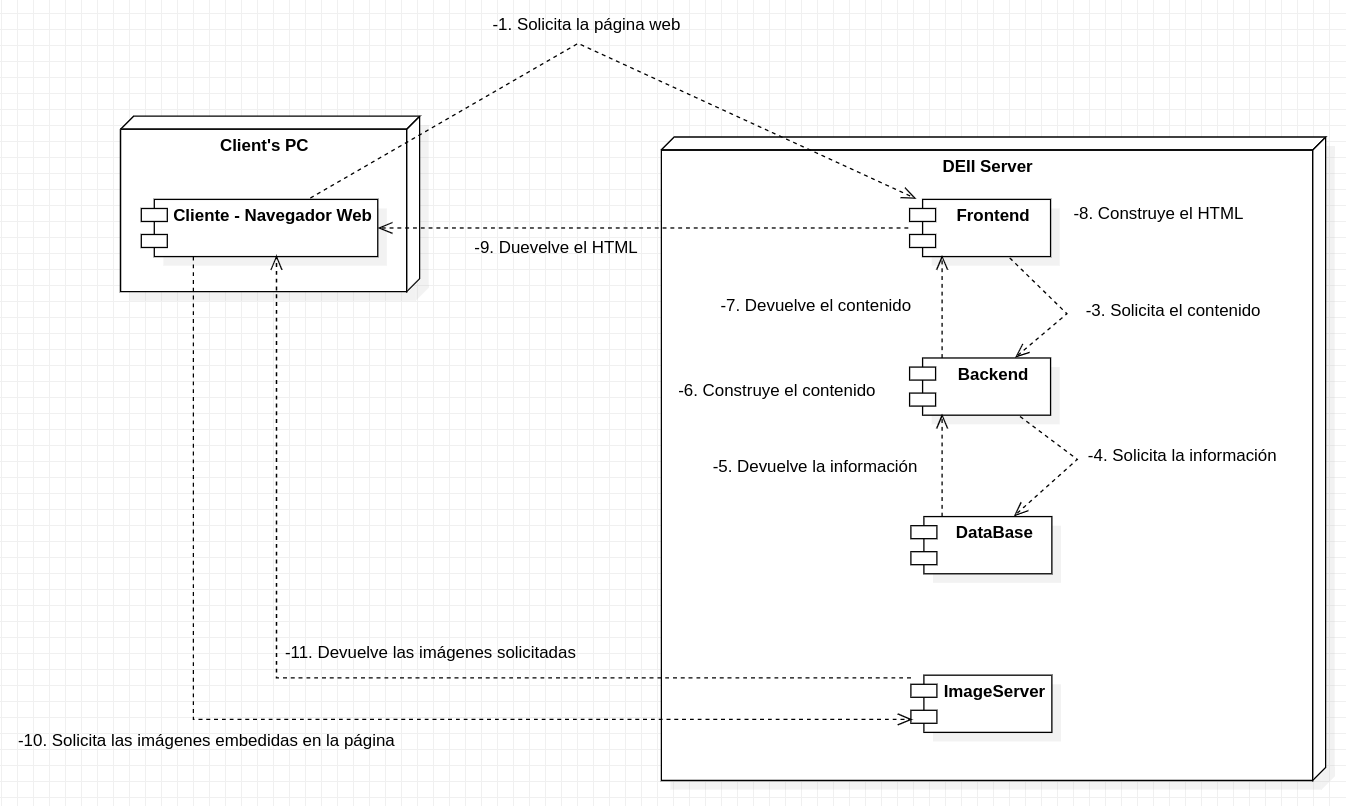 -1. Solicita la página web
Client's PC
DEII Server
Cliente - Navegador Web
Frontend
-8. Construye el HTML
-9. Duevelve el HTML
-7. Devuelve el contenido
-3. Solicita el contenido
Backend
-6. Construye el contenido
-5. Devuelve la información
-4. Solicita la información
DataBase
-11. Devuelve las imágenes solicitadas
ImageServer
-10. Solicita las imágenes embedidas en la página